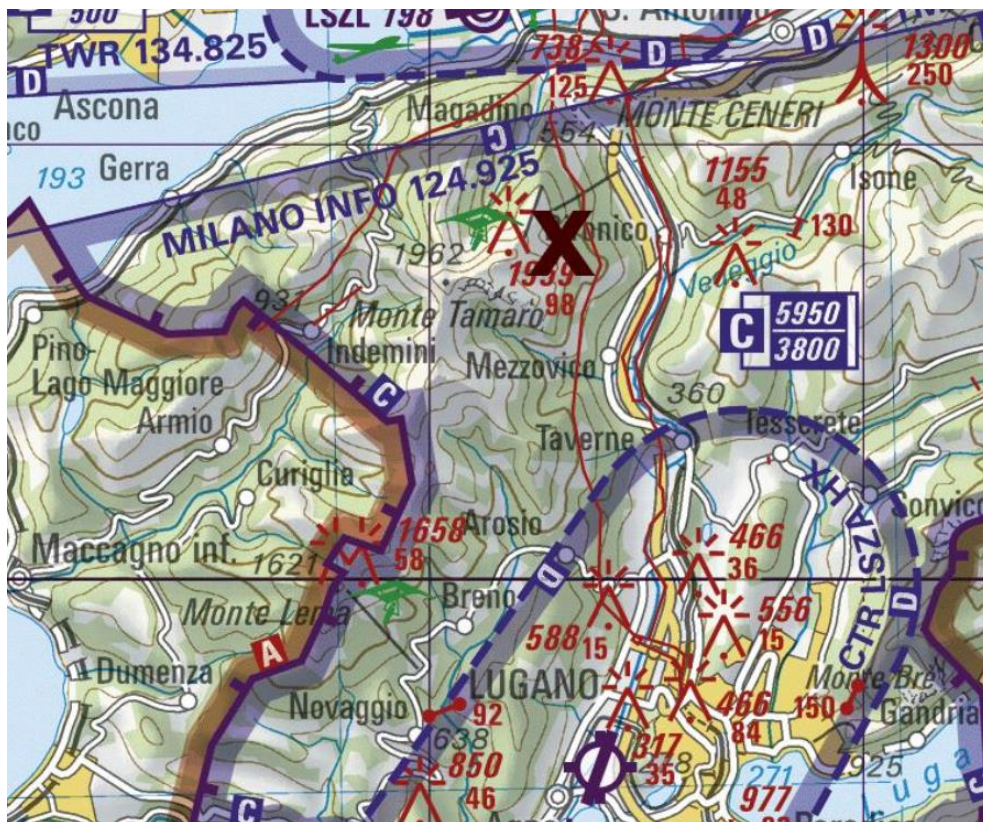 500
LSZL 798
S. Antonino
TWR 134.825
D
738
125
D
D
1300
250
Ascona
Magadino
C
554
MONTE CENERI
193
Gerra
MILANO INFO 124.925
1155
48
Isone
130
1962
X
1959
98
Vedeggio
931
Monte Tamaro
Indemini
C
5950
3800
Pino-
Lago Maggiore
Mezzovico
C
360
Armio
Taverne
Tesserete
Curiglia
CTR LSZA HX
Sonvico
Maccagno inf.
1621
1658
58
Arosio
466
36
D
D
Monte Lema
Breno
588
15
556
15
A
Dumenza
LUGANO
Monte Brè
Novaggio
92
466
84
150
Gandria
638
317
35
850
46
271
977
925
C
Luga